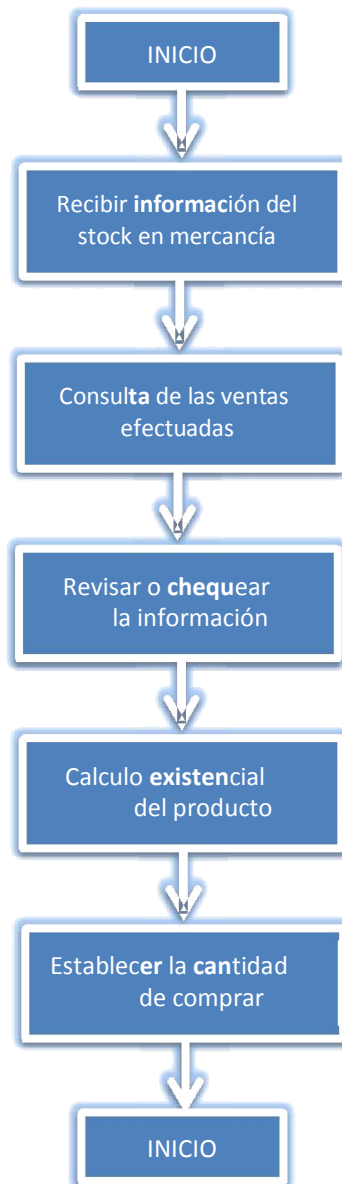 INICIO
Recibir información del
stock en mercancía
Consulta de las ventas
efectuadas
Revisar o chequear
la información
Calculo existencial
del producto
Establecer la cantidad
de comprar
INICIO